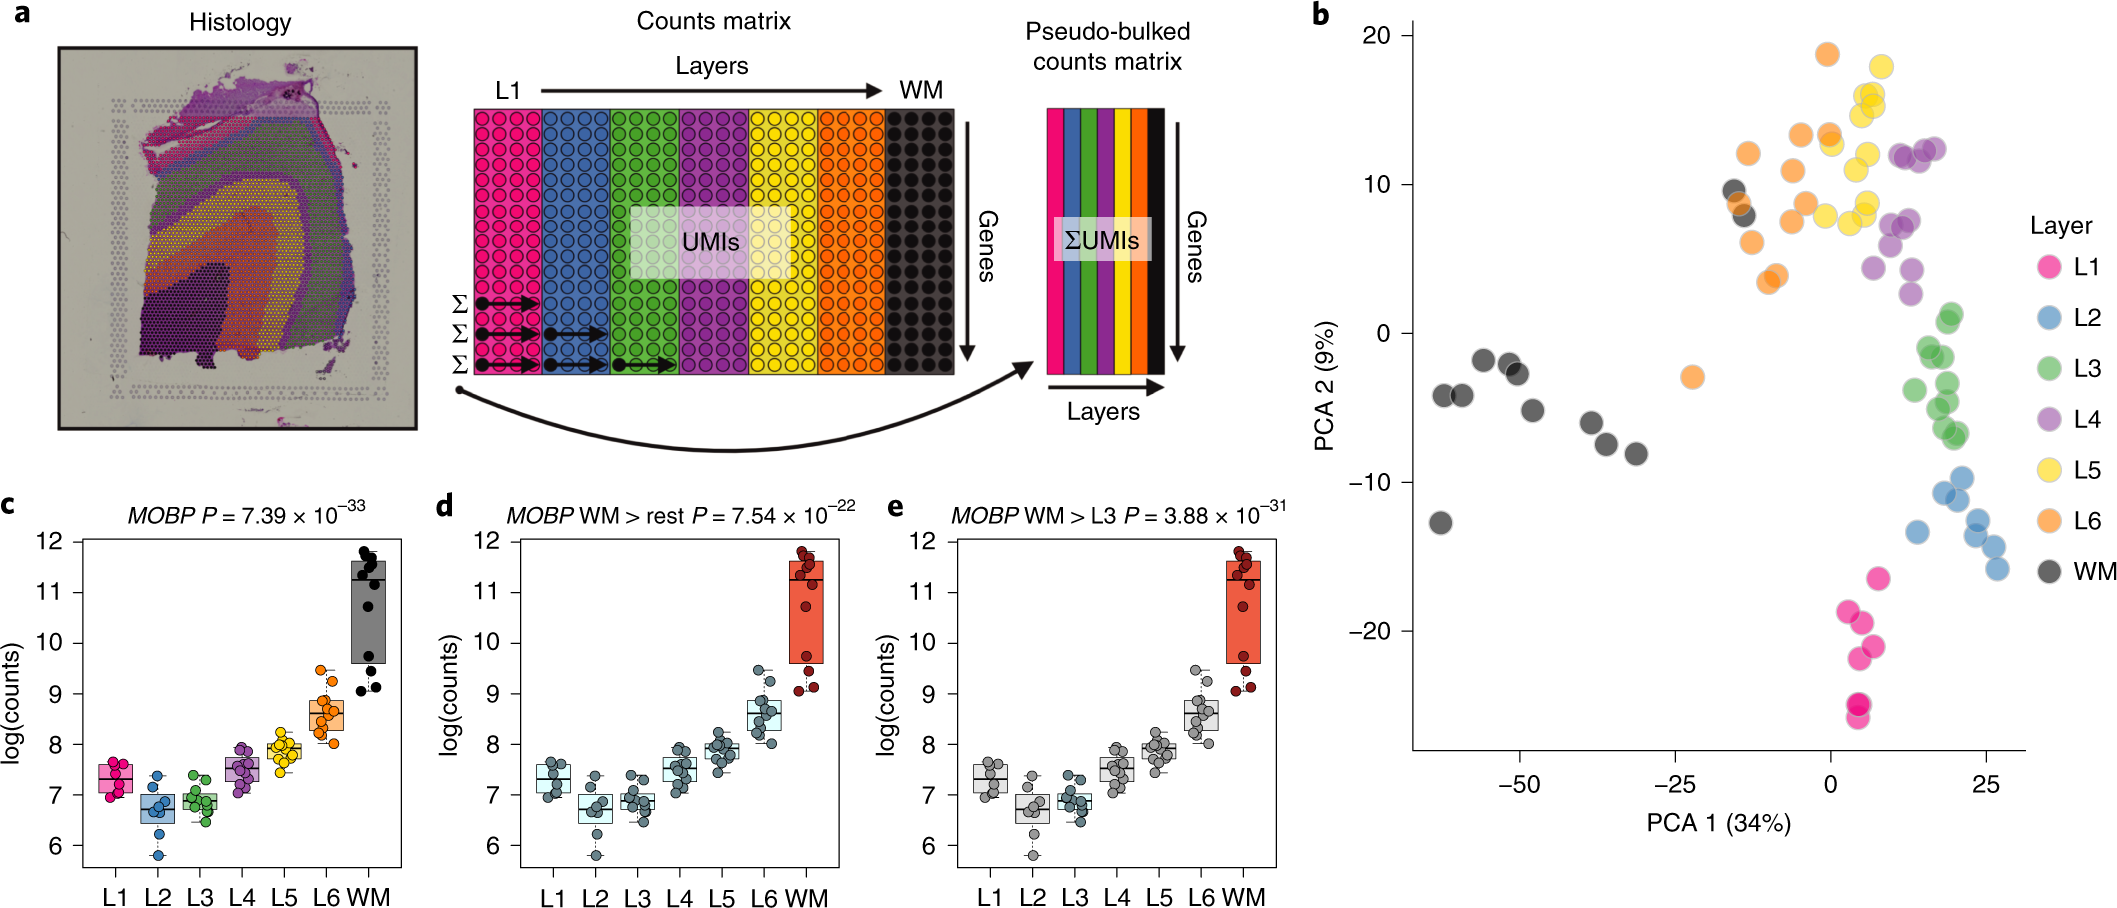 a
Histology
Counts matrix
Layers
L1
WM
UMIs
Genes
Σ
Σ
Σ
Pseudo-bulked
counts matrix
ΣUMIs
Genes
Layers
b
20
10
0
−10
−20
PCA 2 (9%)
−50
−25
0
25
PCA 1 (34%)
Layer
L1
L2
L3
L4
L5
L6
WM
c
MOBP P = 7.39 × 10−33
12
11
10
9
8
7
6
log(counts)
L1 L2 L3 L4 L5 L6 WM
d
MOBP WM > rest P = 7.54 × 10−22
12
11
10
9
8
7
6
log(counts)
L1 L2 L3 L4 L5 L6 WM
e
MOBP WM > L3 P = 3.88 × 10−31
12
11
10
9
8
7
6
log(counts)
L1 L2 L3 L4 L5 L6 WM